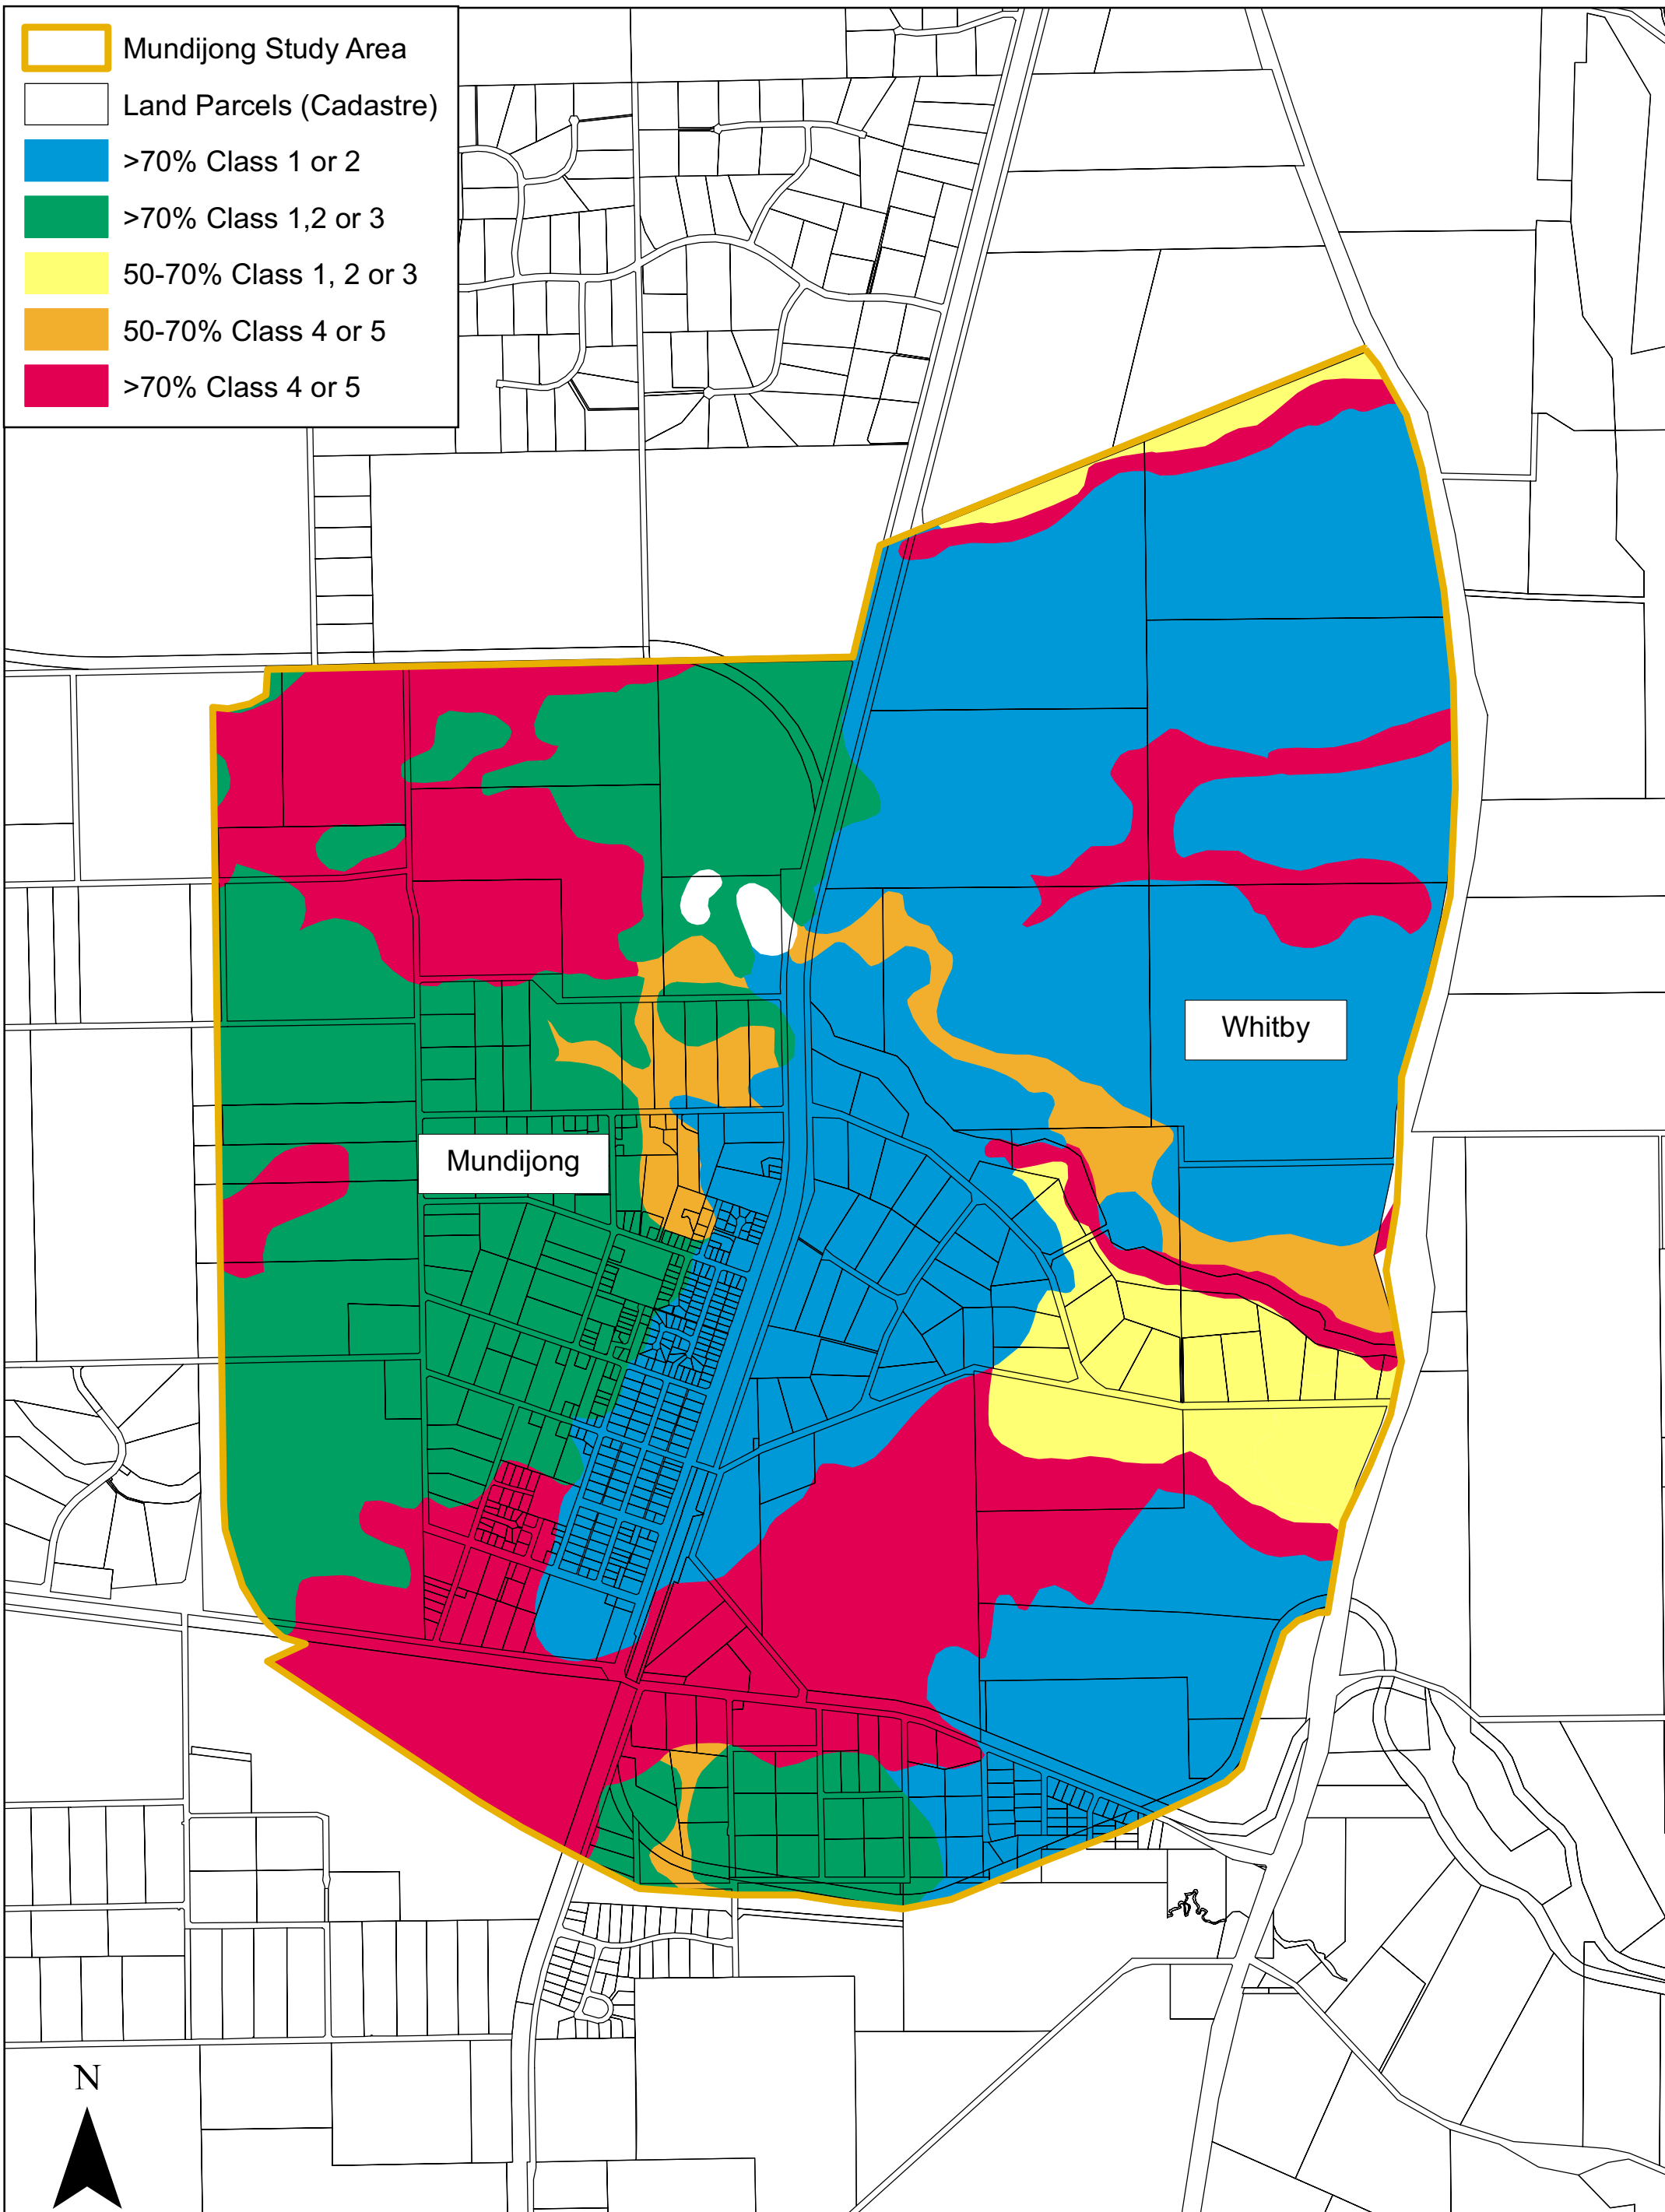 Mundijong Study Area
Land Parcels (Cadastre)
>70% Class 1 or 2
>70% Class 1,2 or 3
50-70% Class 1, 2 or 3
50-70% Class 4 or 5
>70% Class 4 or 5
Whitby
Mundijong
N